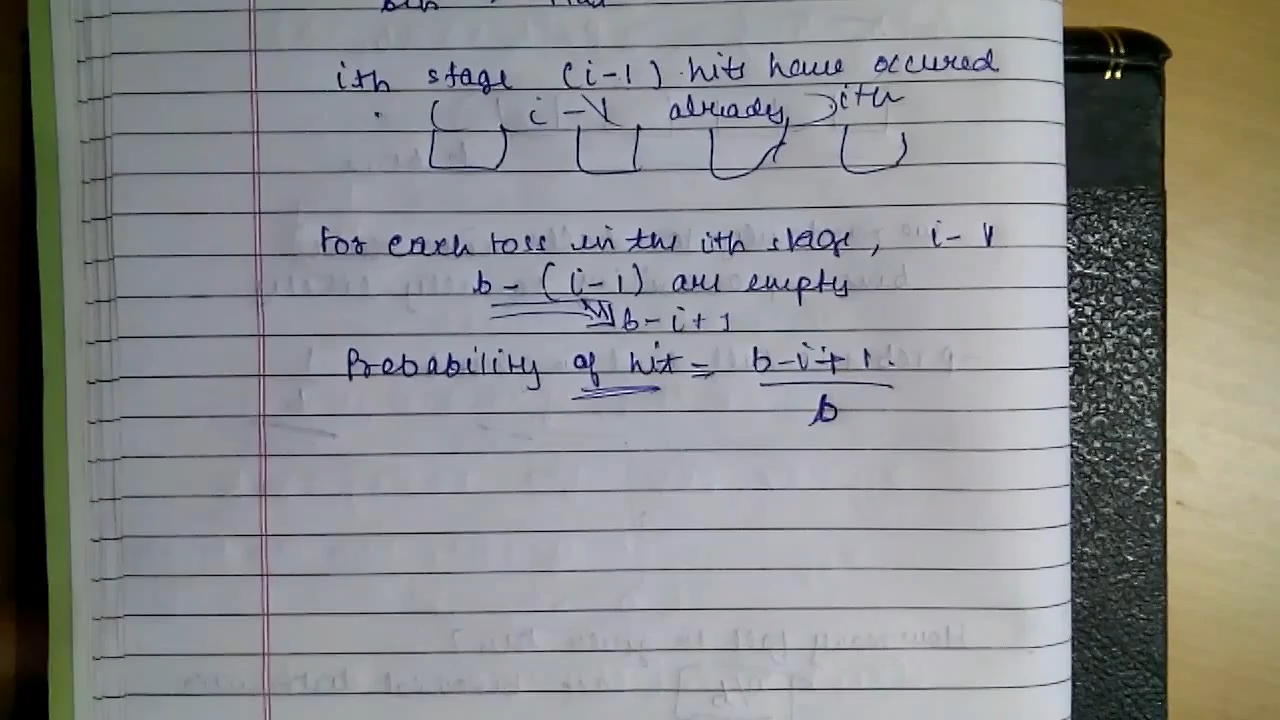 ith stage (i-1) hits have occured
i-1 already ith
For each toss in the ith stage, i-1
b-(i-1) are empty
b-i+1
Probability of hit = b-i+1
b